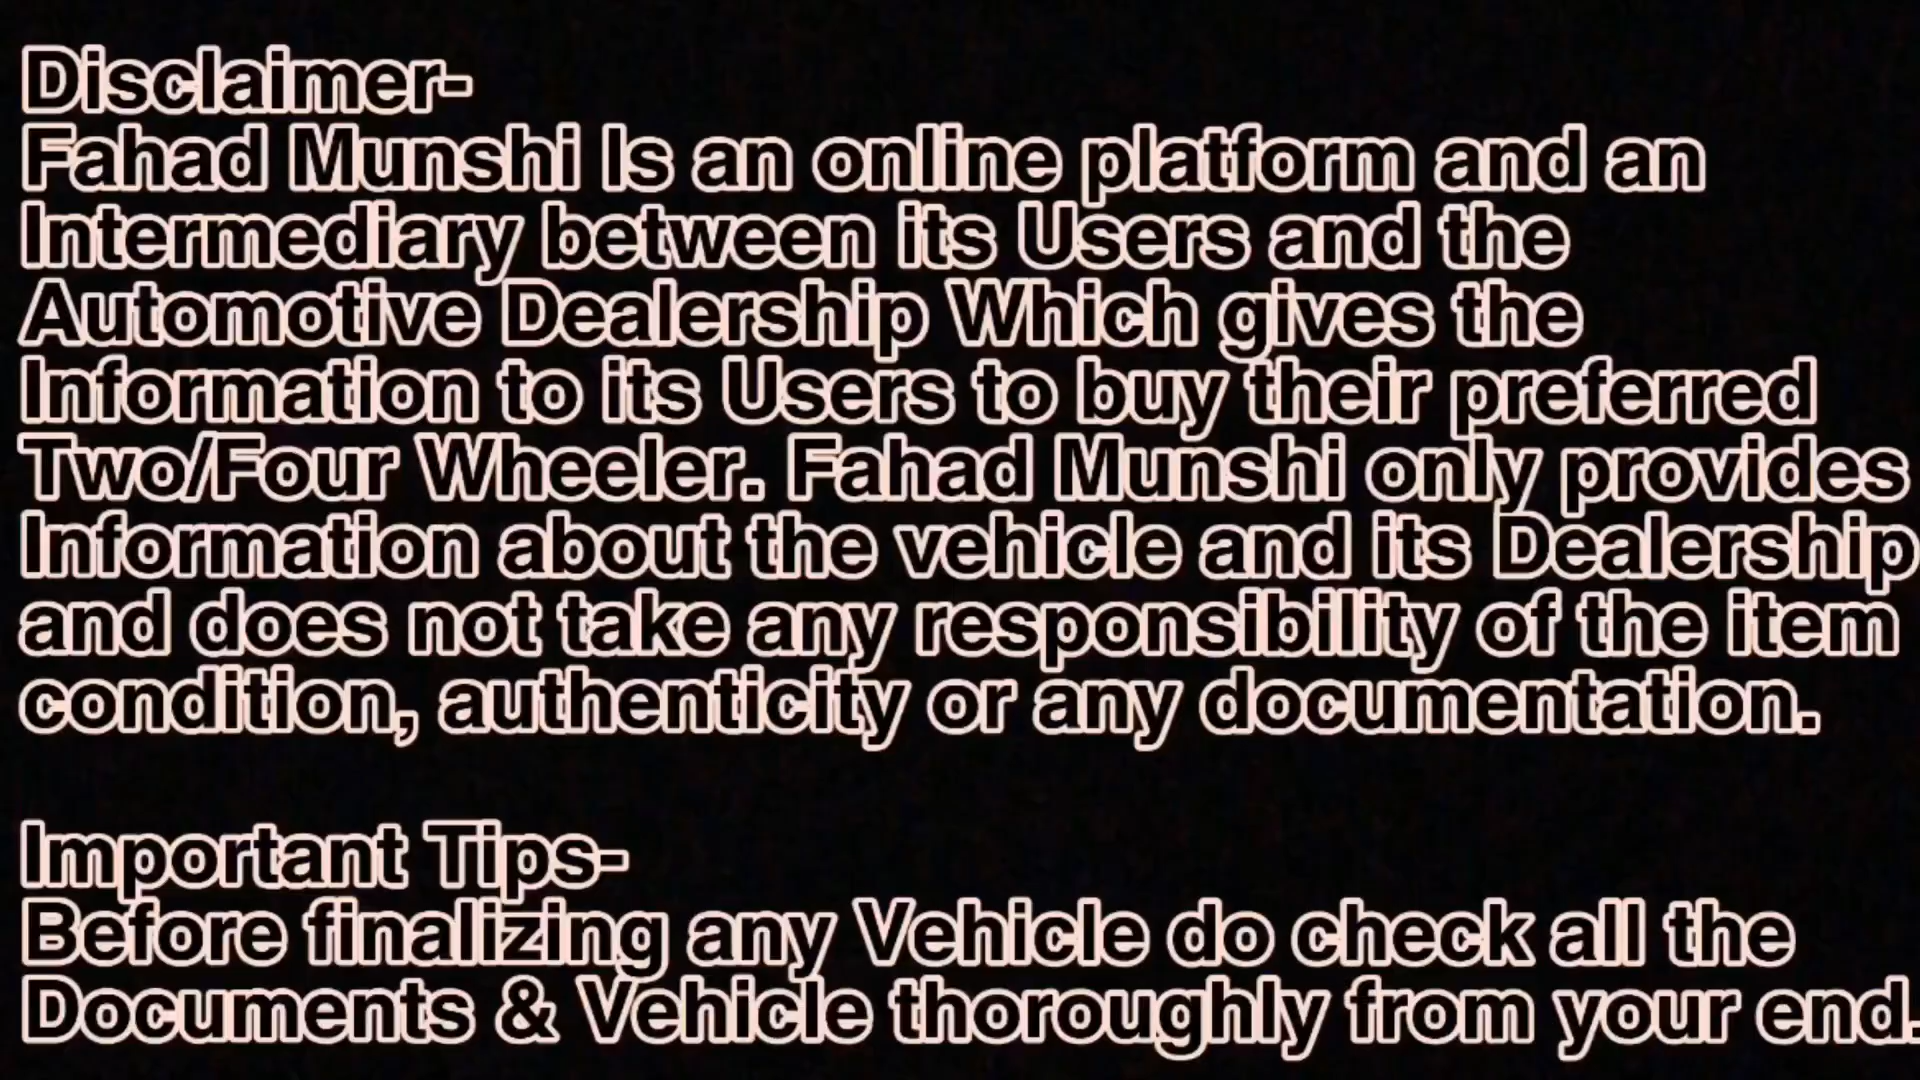 Disclaimer-
Fahad Munshi Is an online platform and an
Intermediary between its Users and the
Automotive Dealership Which gives the
Information to its Users to buy their preferred
Two/Four Wheeler. Fahad Munshi only provides
Information about the vehicle and its Dealership
and does not take any responsibility of the item
condition, authenticity or any documentation.
Important Tips-
Before finalizing any Vehicle do check all the
Documents & Vehicle thoroughly from your end.